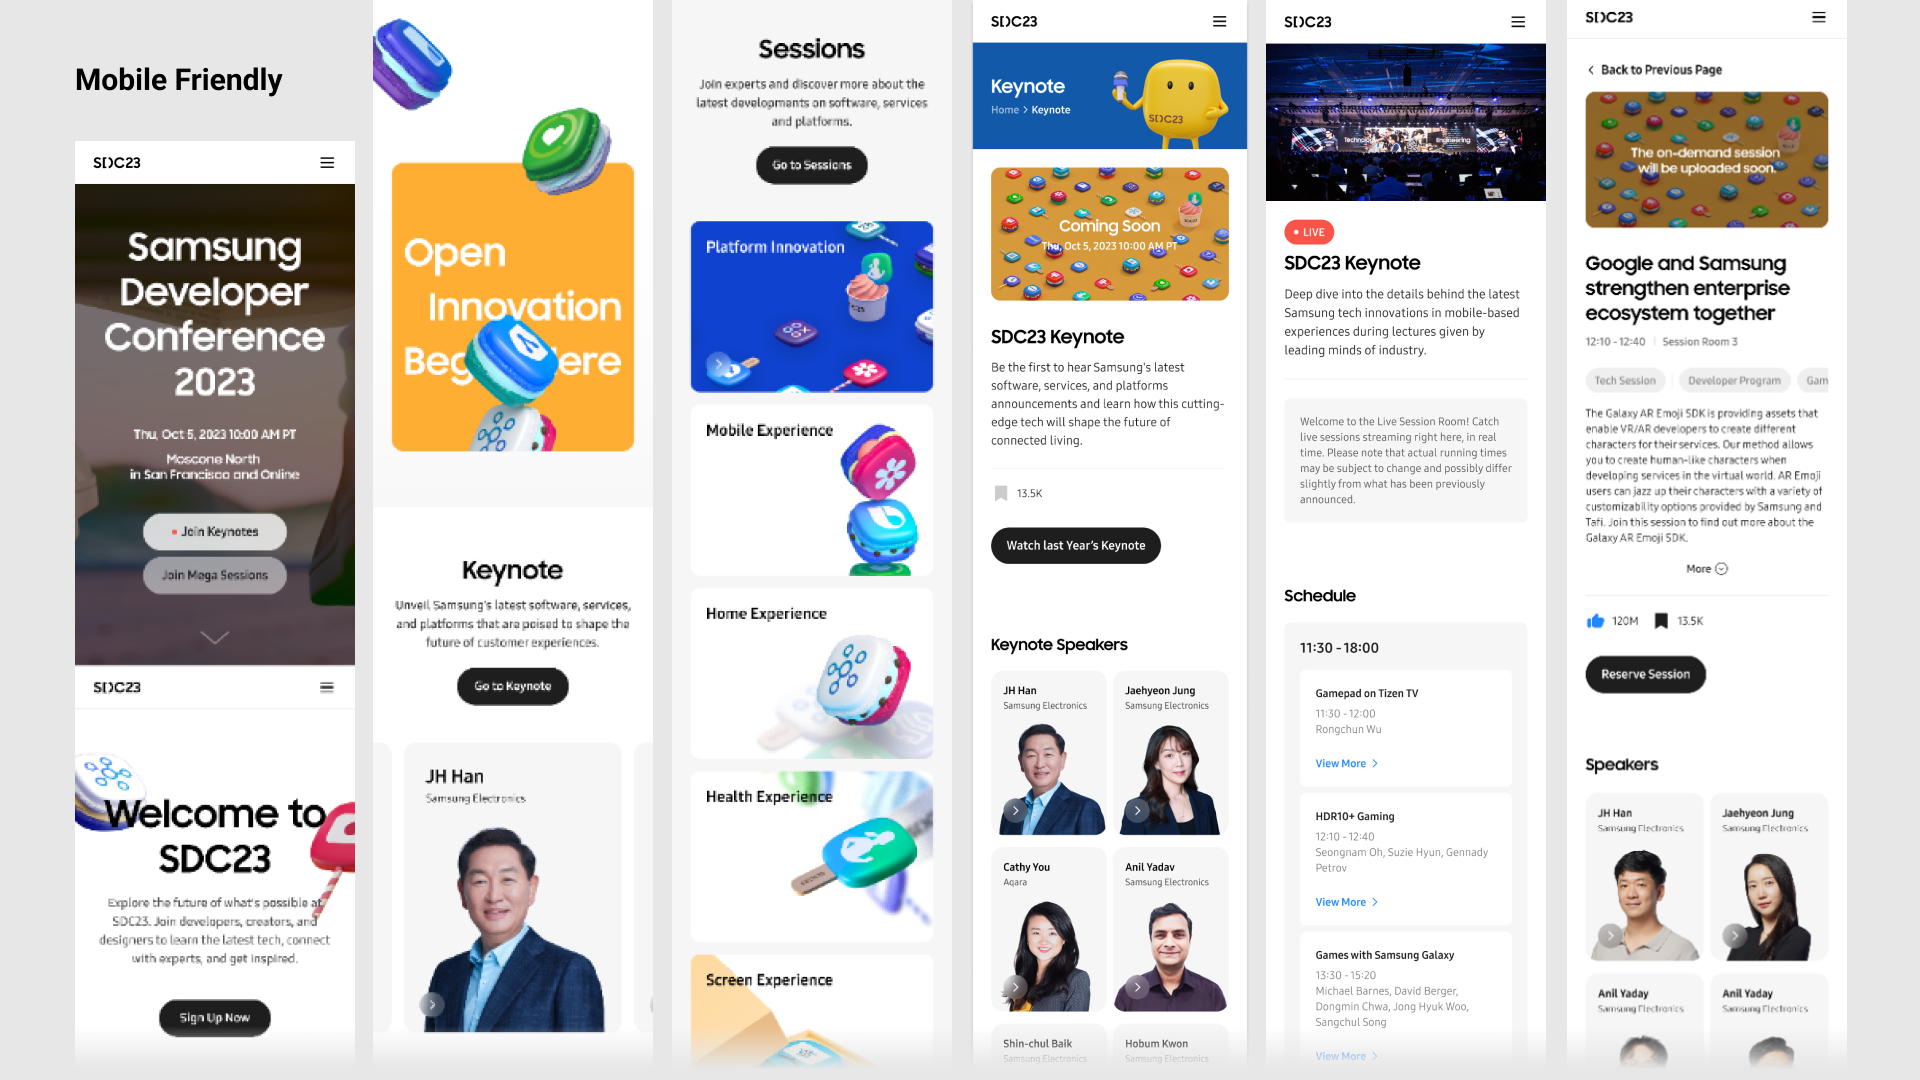 Mobile Friendly
SDC23
Samsung
Developer
Conference
2023
Thu, Oct 5, 2023 10:00 AM PT
Moscone North
in San Francisco and Online
Join Keynotes
Join Mega Sessions
SDC23
Welcome to
SDC23
Explore the future of what's possible at
SDC23. Join developers, creators, and
designers to learn the latest tech, connect
with experts, and get inspired.
Sign Up Now
Open
Innovation
Beg ere
Keynote
Unveil Samsung's latest software, services,
and platforms that are poised to shape the
future of customer experiences.
Go to Keynote
JH Han
Samsung Electronics
Sessions
Join experts and discover more about the
latest developments on software, services
and platforms.
Go to Sessions
Platform Innovation
Mobile Experience
Home Experience
Health Experience
Screen Experience
SDC23
Keynote
Home > Keynote
SDC23
Coming Soon
Thu, Oct 5, 2023 10:00 AM PT
SDC23 Keynote
Be the first to hear Samsung's latest
software, services, and platforms
announcements and learn how this cutting-
edge tech will shape the future of
connected living.
13.5K
Watch last Year's Keynote
Keynote Speakers
JH Han
Samsung Electronics
Jaehyeon Jung
Samsung Electronics
Cathy You
Aqara
Anil Yadav
Samsung Electronics
Shin-chul Baik
Samsung Electronics
Hobum Kwon
Samsung Electronics
SDC23
LIVE
SDC23 Keynote
Deep dive into the details behind the latest
Samsung tech innovations in mobile-based
experiences during lectures given by
leading minds of industry.
Welcome to the Live Session Room! Catch
live sessions streaming right here, in real
time. Please note that actual running times
may be subject to change and possibly differ
slightly from what has been previously
announced.
Schedule
11:30 - 18:00
Gamepad on Tizen TV
11:30 - 12:00
Rongchun Wu
View More >
HDR10+ Gaming
12:10 - 12:40
Seongnam Oh, Suzie Hyun, Gennady
Petrov
View More >
Games with Samsung Galaxy
13:30 - 15:20
Michael Barnes, David Berger,
Dongmin Chwa, Jong Hyuk Woo,
Sangchul Song
View More >
SDC23
< Back to Previous Page
The on-demand session
will be uploaded soon.
Google and Samsung
strengthen enterprise
ecosystem together
12:10 - 12:40 | Session Room 3
Tech Session
Developer Program
Gam
The Galaxy AR Emoji SDK is providing assets that
enable VR/AR developers to create different
characters for their services. Our method allows
you to create human-like characters when
developing services in the virtual world. AR Emoji
users can jazz up their characters with a variety of
customizability options provided by Samsung and
Tafi. Join this session to find out more about the
Galaxy AR Emoji SDK.
More
120M
13.5K
Reserve Session
Speakers
JH Han
Samsung Electronics
Jaehyeon Jung
Samsung Electronics
Anil Yaday
Samsung Electronics
Anil Yaday
Samsung Electronics